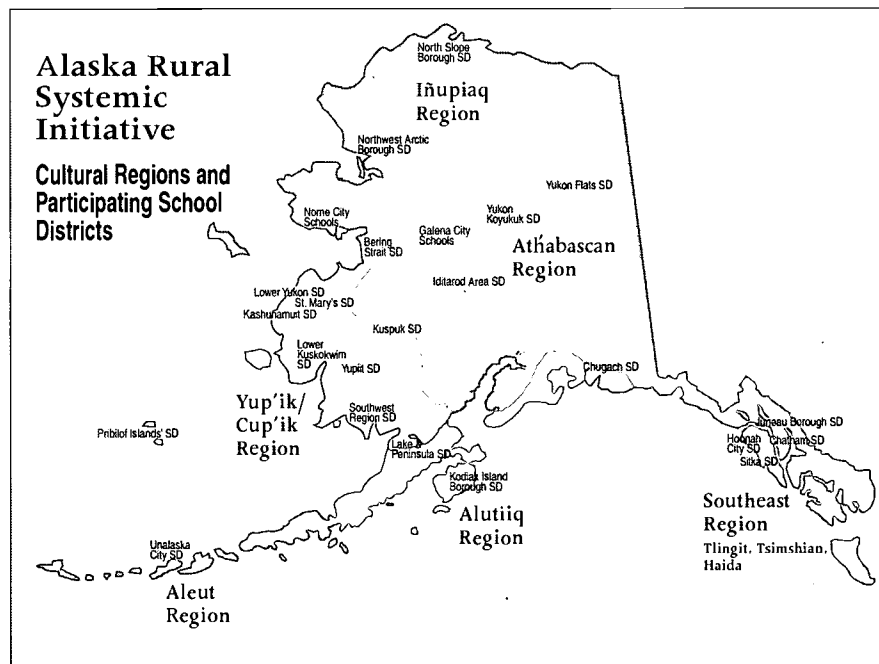 Alaska Rural
Systemic
Initiative
Cultural Regions and
Participating School
Districts
North Slope
Borough SD
Iñupiaq
Region
Northwest Arctic
Borough SD
Yukon Flats SD
Nome City
Schools
Yukon
Koyukuk SD
Galena City
Schools
Bering
Strait SD
Athabascan
Region
Iditarod Area SD
Lower Yukon SD
St. Mary's SD
Kashunamuit SD
Kuspuk SD
Lower
Kuskokwim
SD
Yupiit SD
Chugach SD
Yup'ik/
Cup'ik
Region
Southwest
Region SD
Pribilof Islands' SD
Lake &
Peninsula SD
Juneau Borough SD
Hoonah
City SD
Chatham SD
Sitka SD
Kodiak Island
Borough SD
Alutiiq
Region
Southeast
Region
Tlingit, Tsimshian,
Haida
Unalaska
City SD
Aleut
Region